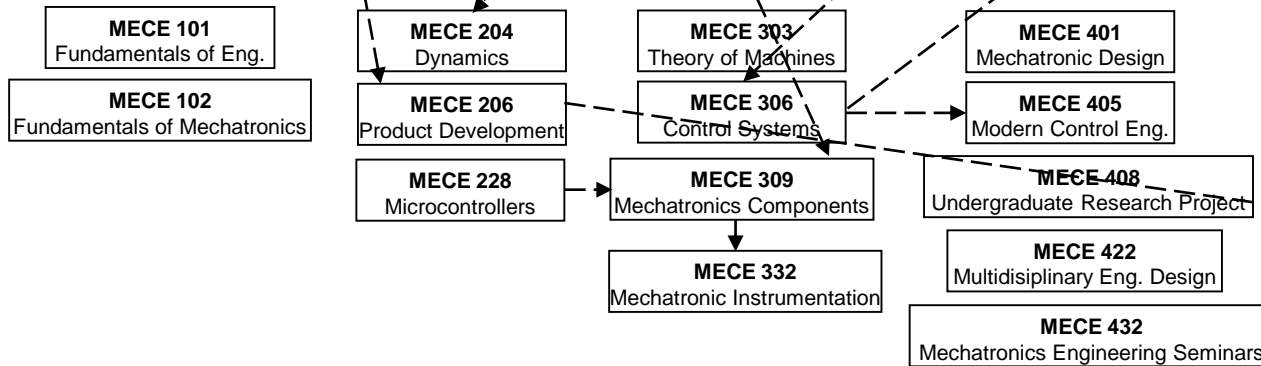 MECE 101
Fundamentals of Eng.
MECE 102
Fundamentals of Mechatronics
MECE 204
Dynamics
MECE 206
Product Development
MECE 228
Microcontrollers
MECE 303
Theory of Machines
MECE 306
Control Systems
MECE 309
Mechatronics Components
MECE 332
Mechatronic Instrumentation
MECE 401
Mechatronic Design
MECE 405
Modern Control Eng.
MECE 408
Undergraduate Research Project
MECE 422
Multidisiplinary Eng. Design
MECE 432
Mechatronics Engineering Seminars